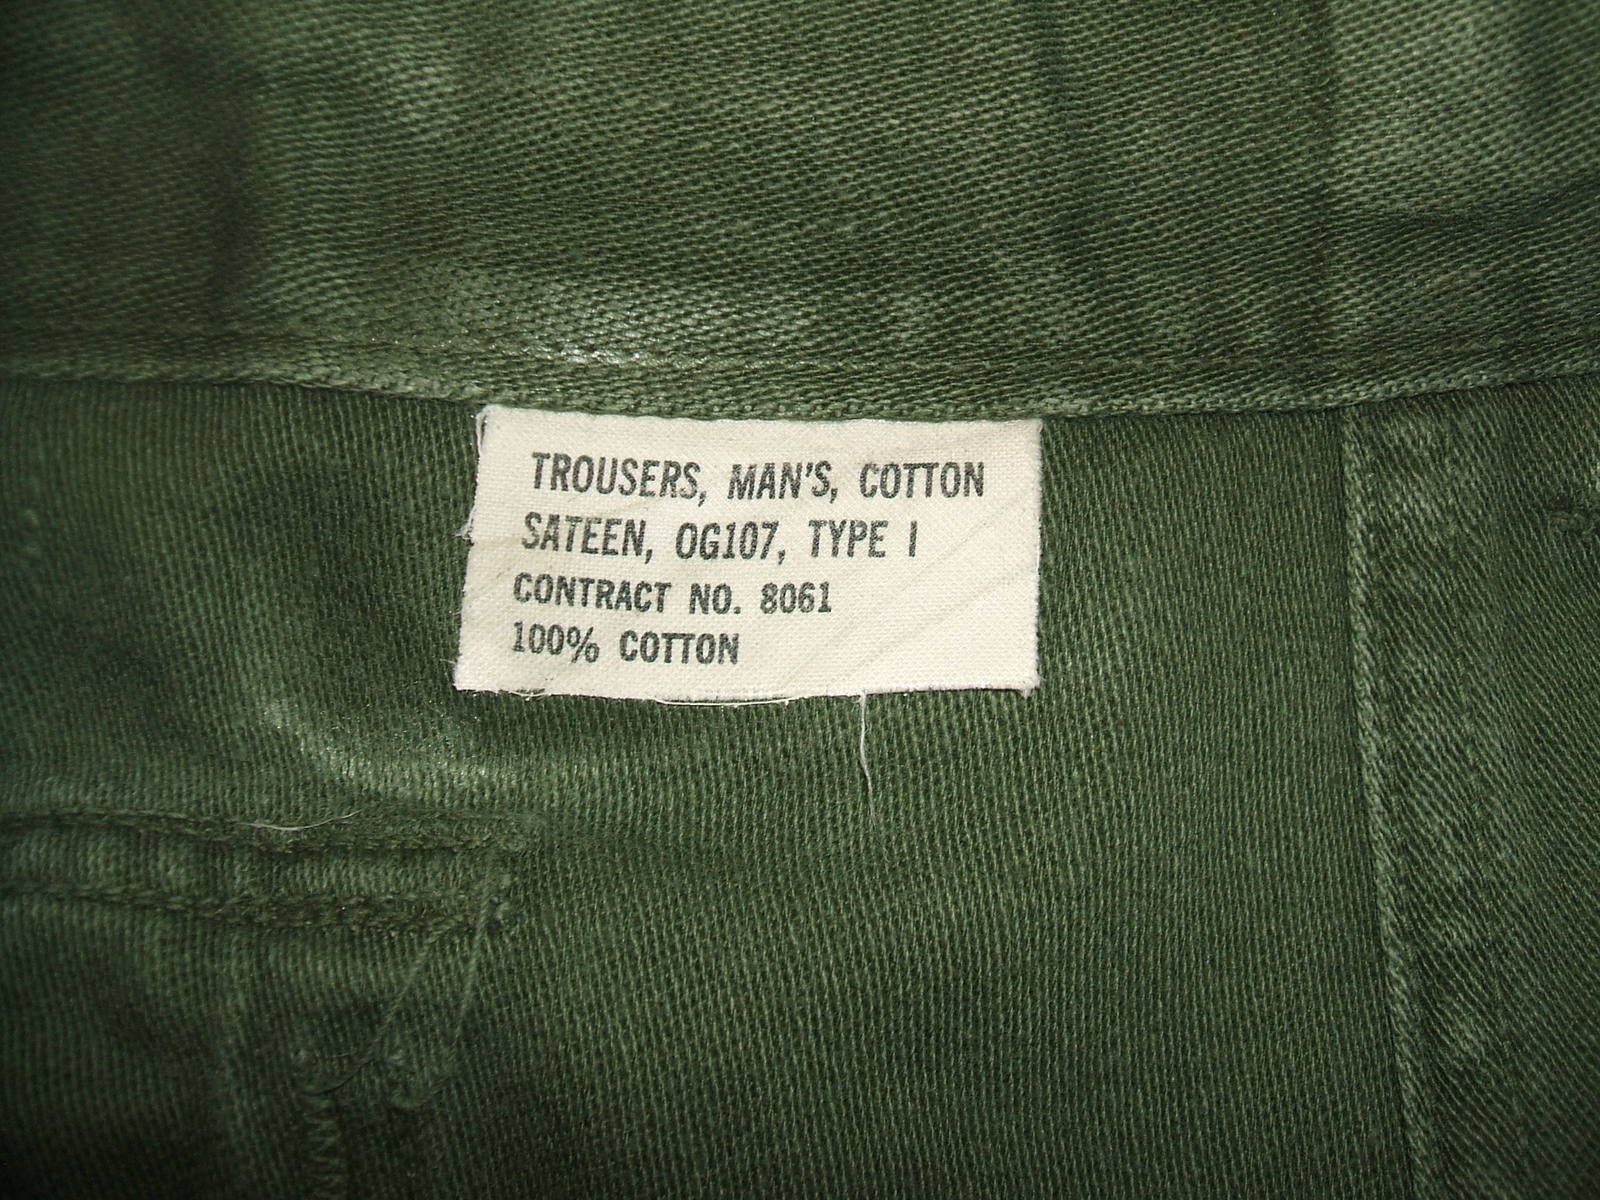 TROUSERS, MAN'S, COTTON
SATEEN, OG107, TYPE I
CONTRACT NO. 8061
100% COTTON